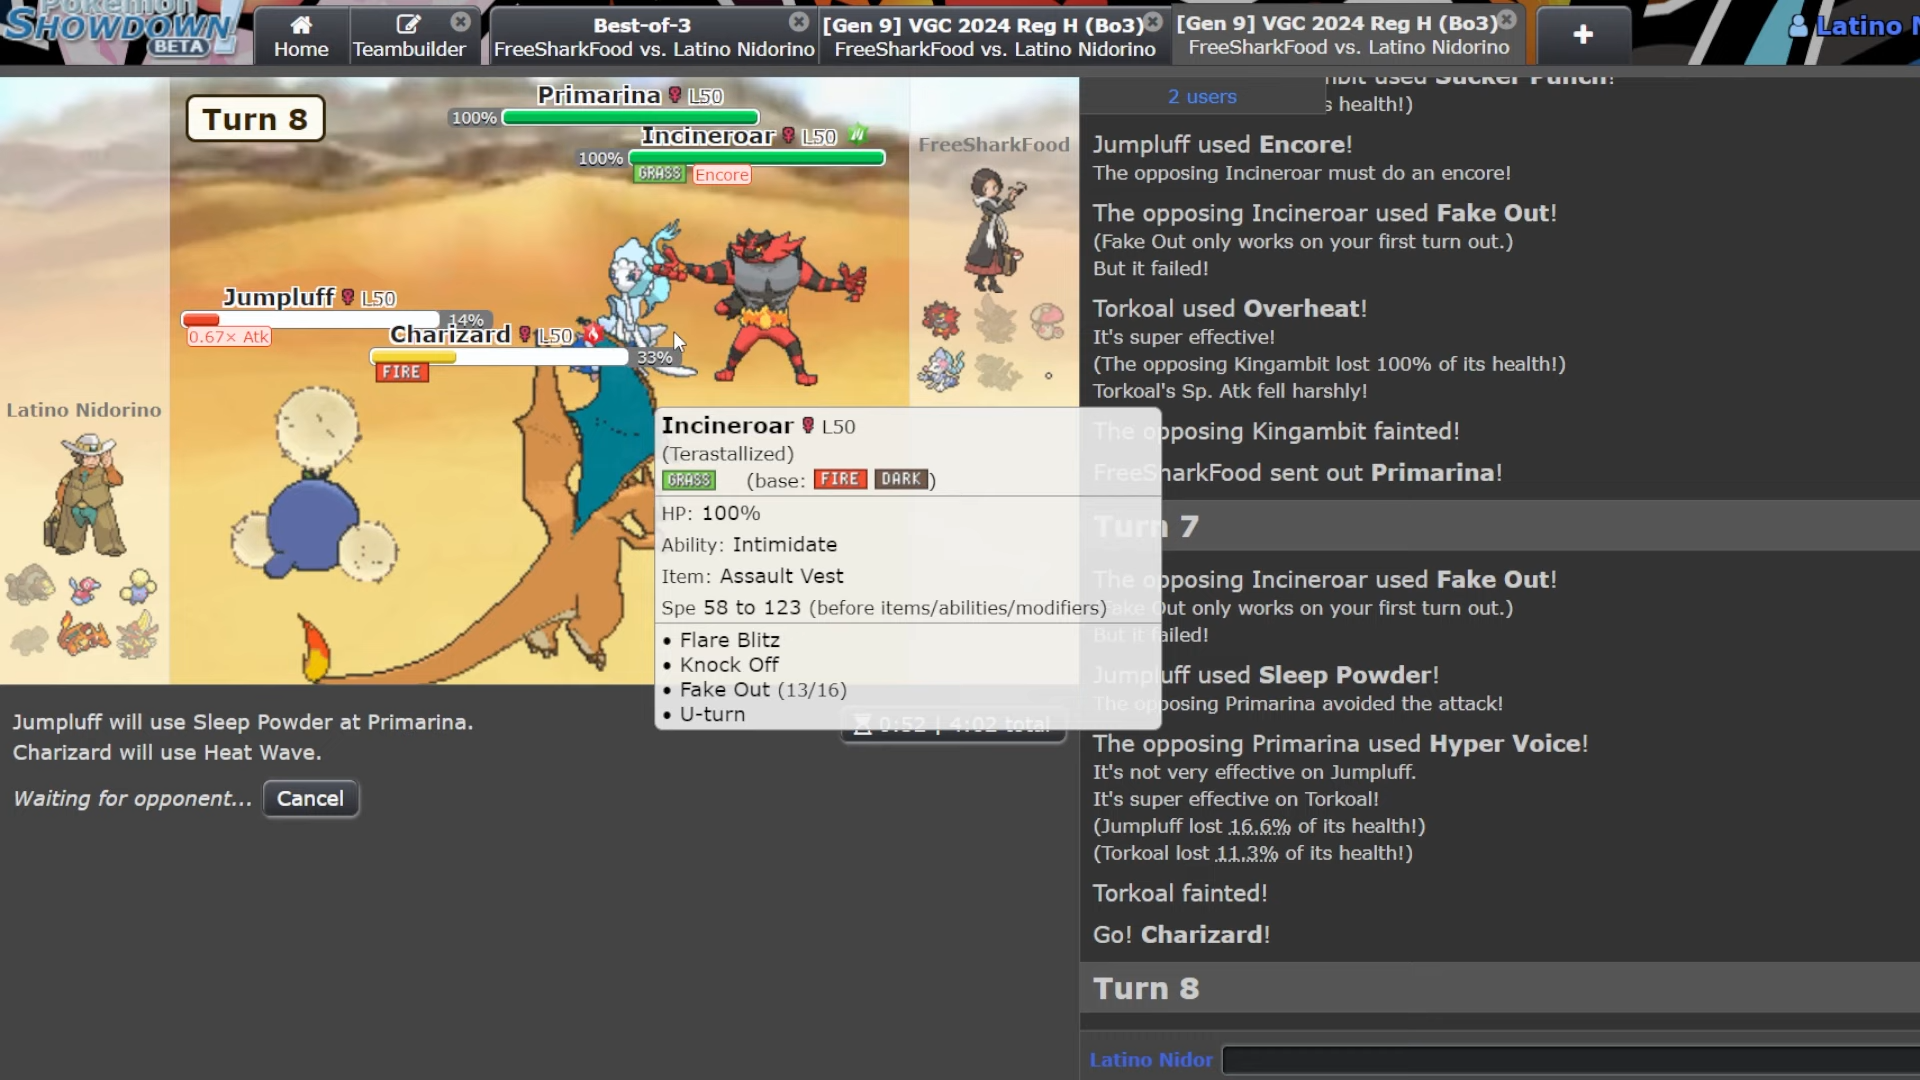 Pokémon
SHOWDOWN!
BETA
Home
Teambuilder
Best-of-3
FreeSharkFood vs. Latino Nidorino
[Gen 9] VGC 2024 Reg H (Bo3)
FreeSharkFood vs. Latino Nidorino
[Gen 9] VGC 2024 Reg H (Bo3)
FreeSharkFood vs. Latino Nidorino
+
Latino N
Turn 8
Primarina L50
100%
Incineroar L50
100%
GRASS Encore
FreeSharkFood
Jumpluff L50
14%
0.67× Atk
Charizard L50
33%
FIRE
Latino Nidorino
Incineroar L50
(Terastallized)
GRASS (base: FIRE DARK)
HP: 100%
Ability: Intimidate
Item: Assault Vest
Spe 58 to 123 (before items/abilities/modifiers)
• Flare Blitz
• Knock Off
• Fake Out (13/16)
• U-turn
0:52 | 4:02 total
Jumpluff will use Sleep Powder at Primarina.
Charizard will use Heat Wave.
Waiting for opponent... Cancel
2 users
used Sucker Punch!
s health!)
Jumpluff used Encore!
The opposing Incineroar must do an encore!
The opposing Incineroar used Fake Out!
(Fake Out only works on your first turn out.)
But it failed!
Torkoal used Overheat!
It's super effective!
(The opposing Kingambit lost 100% of its health!)
Torkoal's Sp. Atk fell harshly!
The opposing Kingambit fainted!
FreeSharkFood sent out Primarina!
Turn 7
The opposing Incineroar used Fake Out!
(Fake Out only works on your first turn out.)
But it failed!
Jumpluff used Sleep Powder!
The opposing Primarina avoided the attack!
The opposing Primarina used Hyper Voice!
It's not very effective on Jumpluff.
It's super effective on Torkoal!
(Jumpluff lost 16.6% of its health!)
(Torkoal lost 11.3% of its health!)
Torkoal fainted!
Go! Charizard!
Turn 8
Latino Nidor